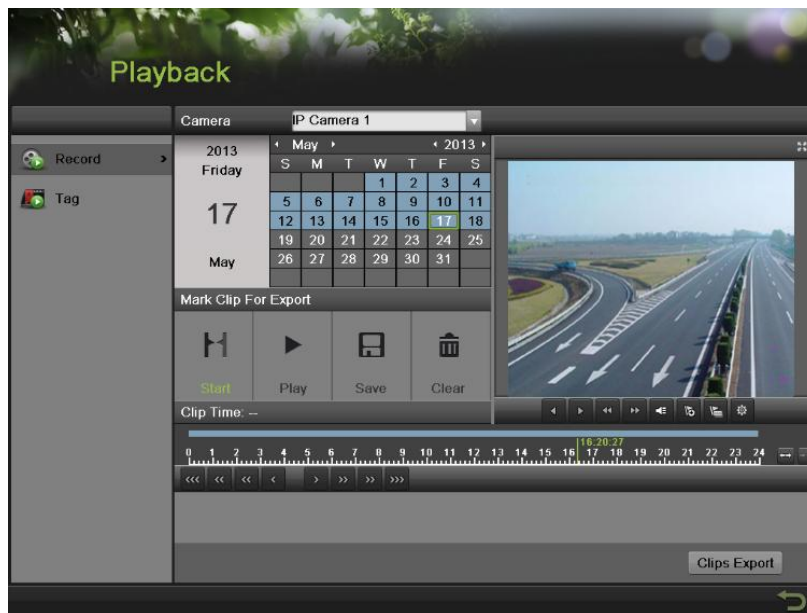 Playback
Camera IP Camera 1
Record
Tag
2013
Friday
17
May
May 2013
S M T W T F S
1 2 3 4
5 6 7 8 9 10 11
12 13 14 15 16 17 18
19 20 21 22 23 24 25
26 27 28 29 30 31
Mark Clip For Export
Start Play Save Clear
Clip Time: --
16:20:27
0 1 2 3 4 5 6 7 8 9 10 11 12 13 14 15 16 17 18 19 20 21 22 23 24
Clips Export